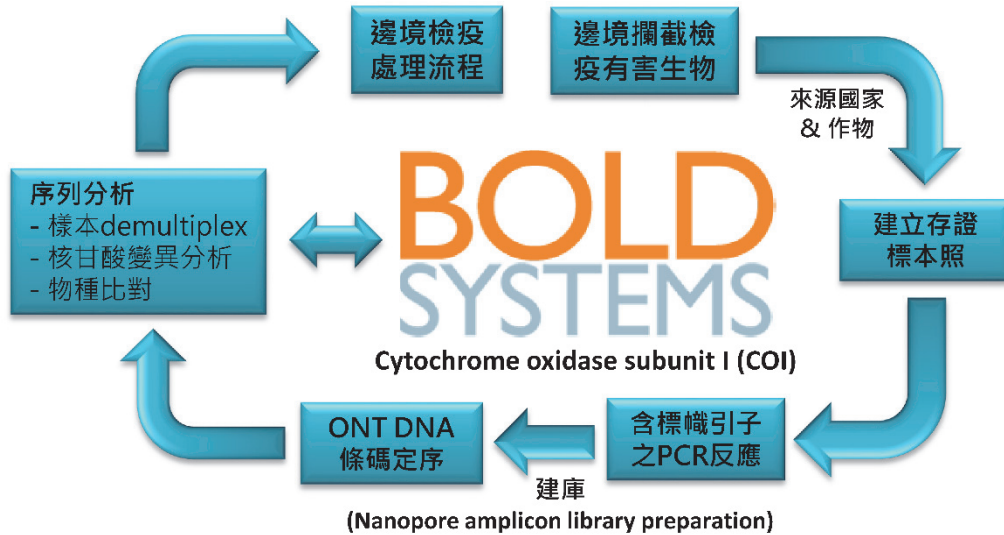 邊境檢疫
處理流程
邊境攔截檢
疫有害生物
來源國家
& 作物
建立存證
標本照
含標幟引子
之PCR反應
建庫
(Nanopore amplicon library preparation)
ONT DNA
條碼定序
序列分析
- 樣本demultiplex
- 核甘酸變異分析
- 物種比對
BOLD
SYSTEMS
Cytochrome oxidase subunit I (COI)